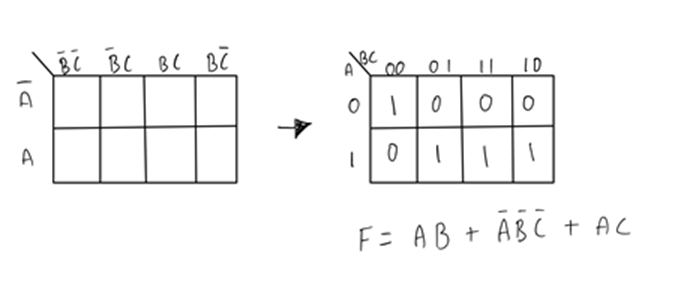 B̅C̅ B̅C BC BC̅
A̅
A
A BC 00 01 11 10
0 1 0 0 0
1 0 1 1 1
F = AB + A̅B̅C̅ + AC